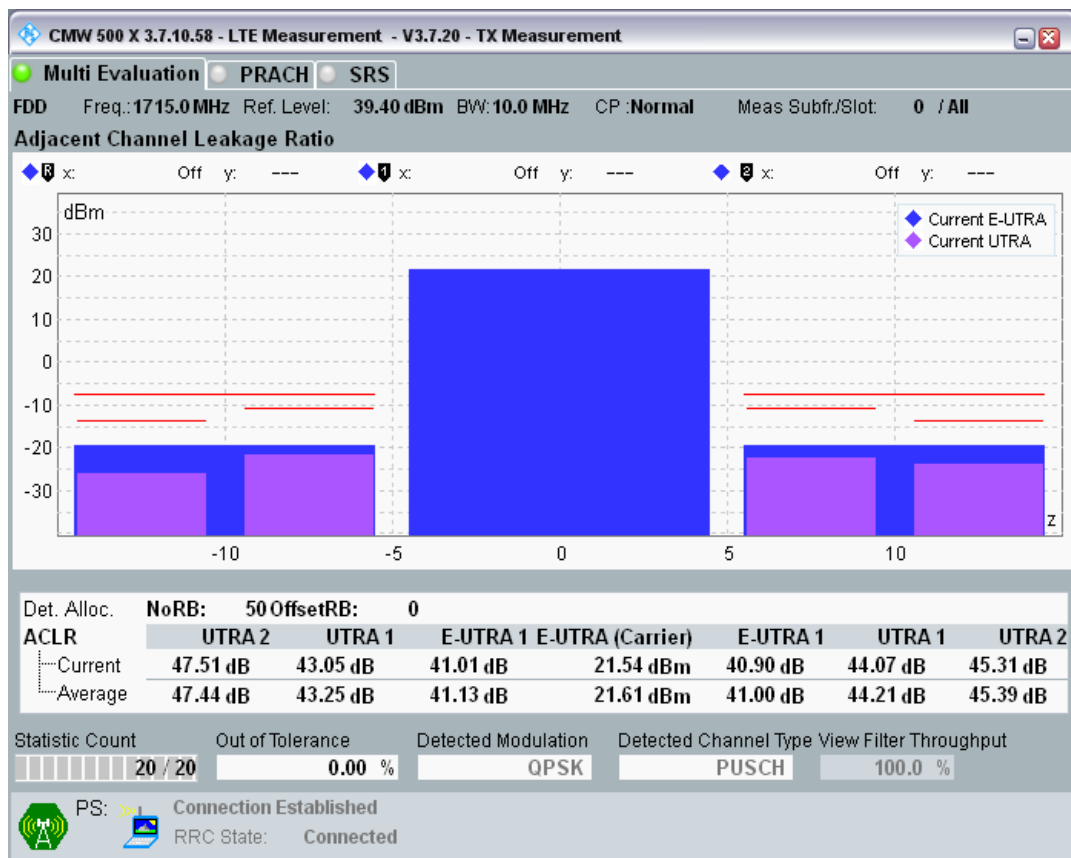 CMW 500 X 3.7.10.58 - LTE Measurement - V3.7.20 - TX Measurement
Multi Evaluation PRACH SRS
FDD Freq.:1715.0 MHz Ref. Level: 39.40 dBm BW:10.0 MHz CP :Normal Meas Subfr./Slot: 0 / All
Adjacent Channel Leakage Ratio
R x: Off y: --- 1 x: Off y: --- 2 x: Off y: ---
dBm
Current E-UTRA
Current UTRA
30
20
10
0
-10
-20
-30
z
-10 -5 0 5 10
Det. Alloc. NoRB: 50 OffsetRB: 0
ACLR UTRA 2 UTRA 1 E-UTRA 1 E-UTRA (Carrier) E-UTRA 1 UTRA 1 UTRA 2
Current 47.51 dB 43.05 dB 41.01 dB 21.54 dBm 40.90 dB 44.07 dB 45.31 dB
Average 47.44 dB 43.25 dB 41.13 dB 21.61 dBm 41.00 dB 44.21 dB 45.39 dB
Statistic Count Out of Tolerance Detected Modulation Detected Channel Type View Filter Throughput
20 / 20 0.00 % QPSK PUSCH 100.0 %
PS: Connection Established
RRC State: Connected